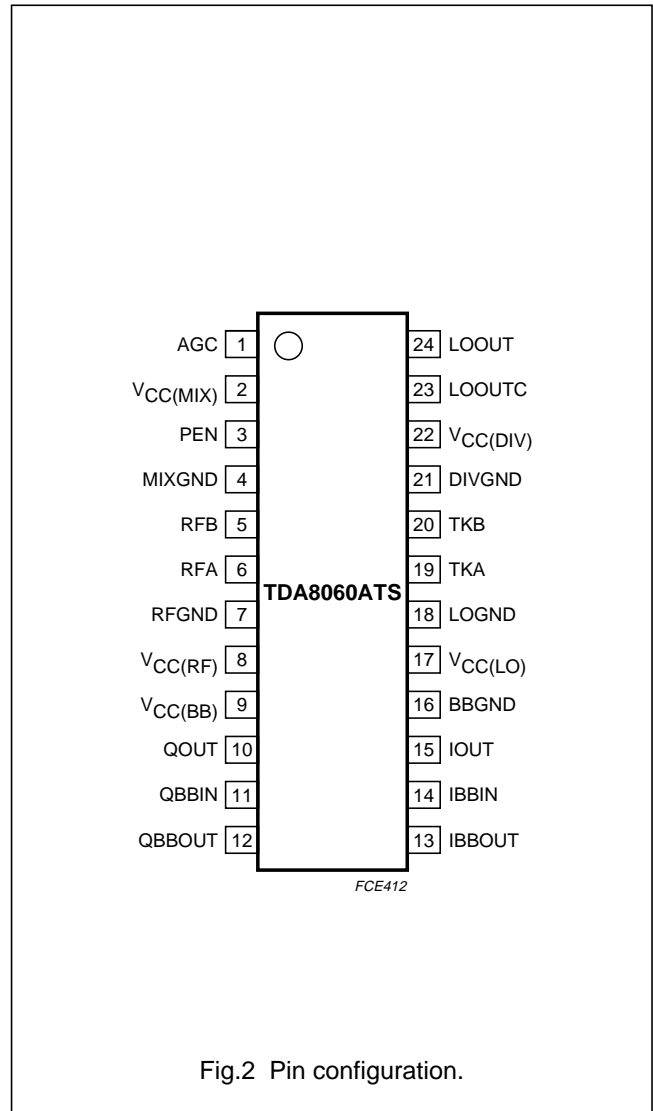 AGC 1 24 LOOUT
VCC(MIX) 2 23 LOOUTC
PEN 3 22 VCC(DIV)
MIXGND 4 21 DIVGND
RFB 5 20 TKB
RFA 6 19 TKA
TDA8060ATS
RFGND 7 18 LOGND
VCC(RF) 8 17 VCC(LO)
VCC(BB) 9 16 BBGND
QOUT 10 15 IOUT
QBBIN 11 14 IBBIN
QBBOUT 12 13 IBBOUT
FCE412
Fig.2 Pin configuration.